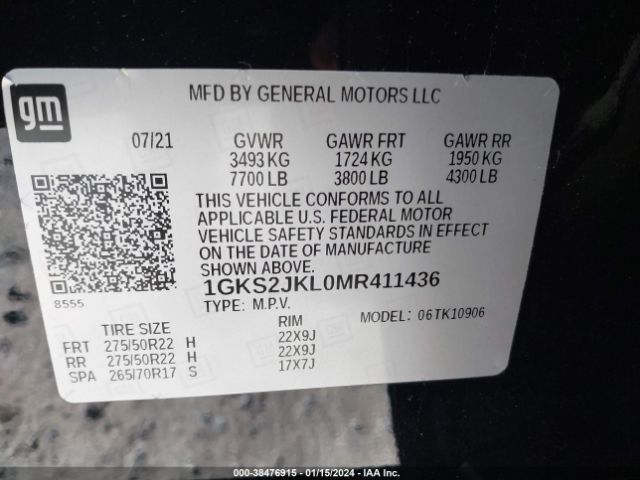 gm
MFD BY GENERAL MOTORS LLC
07/21 GVWR GAWR FRT GAWR RR
3493 KG 1724 KG 1950 KG
7700 LB 3800 LB 4300 LB
THIS VEHICLE CONFORMS TO ALL
APPLICABLE U.S. FEDERAL MOTOR
VEHICLE SAFETY STANDARDS IN EFFECT
ON THE DATE OF MANUFACTURE
SHOWN ABOVE.
8555
1GKS2JKL0MR411436
TYPE: M.P.V. MODEL: 06TK10906
TIRE SIZE RIM
FRT 275/50R22 H 22X9J
RR 275/50R22 H 22X9J
SPA 265/70R17 S 17X7J
© OWNER: 38476915 - 01/15/2024 - IAA Inc.